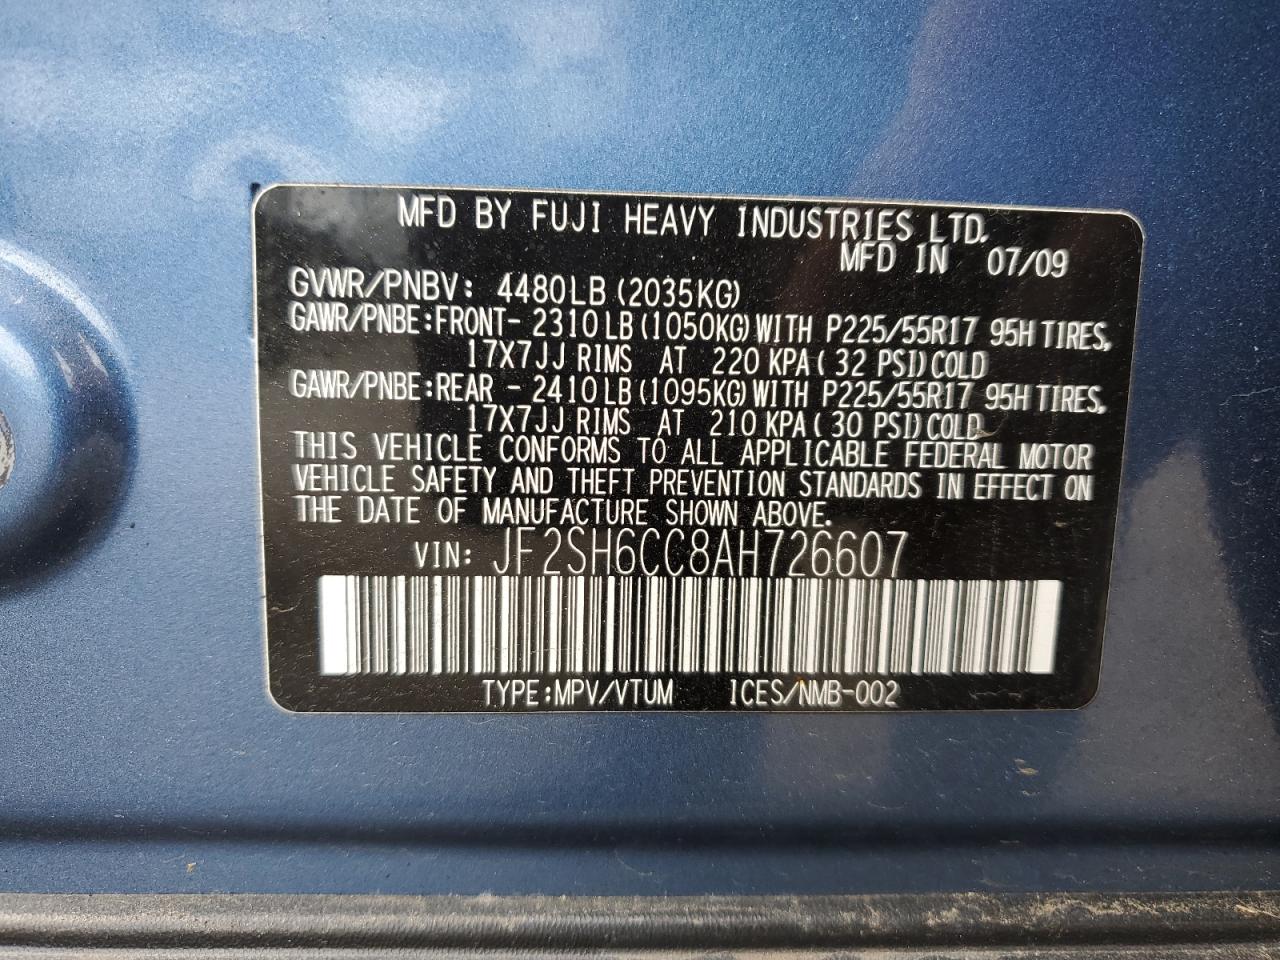 MFD BY FUJI HEAVY INDUSTRIES LTD.
MFD IN 07/09
GVWR/PNBV: 4480LB (2035KG)
GAWR/PNBE:FRONT- 2310LB(1050KG)WITH P225/55R17 95H TIRES,
17X7JJ RIMS AT 220 KPA( 32 PSI)COLD
GAWR/PNBE:REAR - 2410LB(1095KG)WITH P225/55R17 95H TIRES,
17X7JJ RIMS AT 210 KPA( 30 PSI)COLD
THIS VEHICLE CONFORMS TO ALL APPLICABLE FEDERAL MOTOR
VEHICLE SAFETY AND THEFT PREVENTION STANDARDS IN EFFECT ON
THE DATE OF MANUFACTURE SHOWN ABOVE.
VIN: JF2SH6CC8AH726607
TYPE:MPV/VTUM ICES/NMB-002